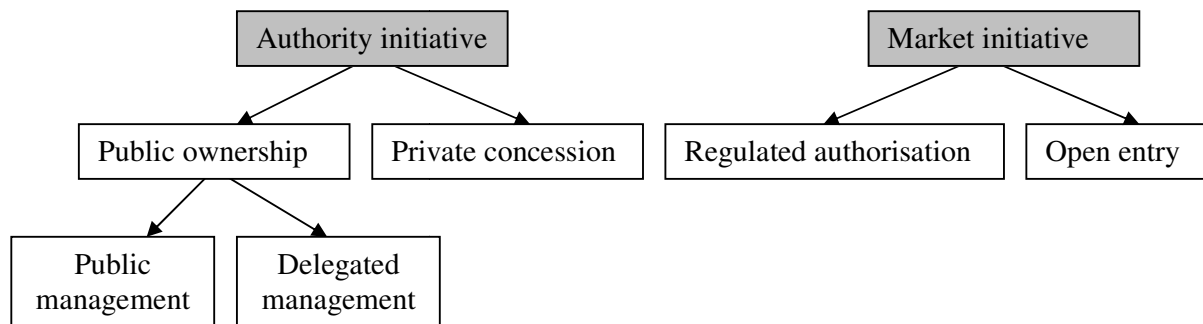 Authority initiative
Market initiative
Public ownership
Private concession
Regulated authorisation
Open entry
Public
management
Delegated
management